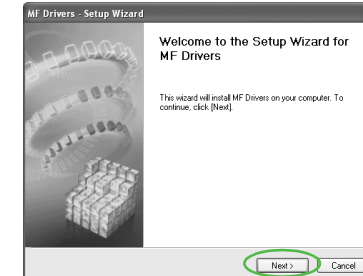 MF Drivers - Setup Wizard
Welcome to the Setup Wizard for
MF Drivers
This wizard will install MF Drivers on your computer. To
continue, click [Next].
Next >
Cancel